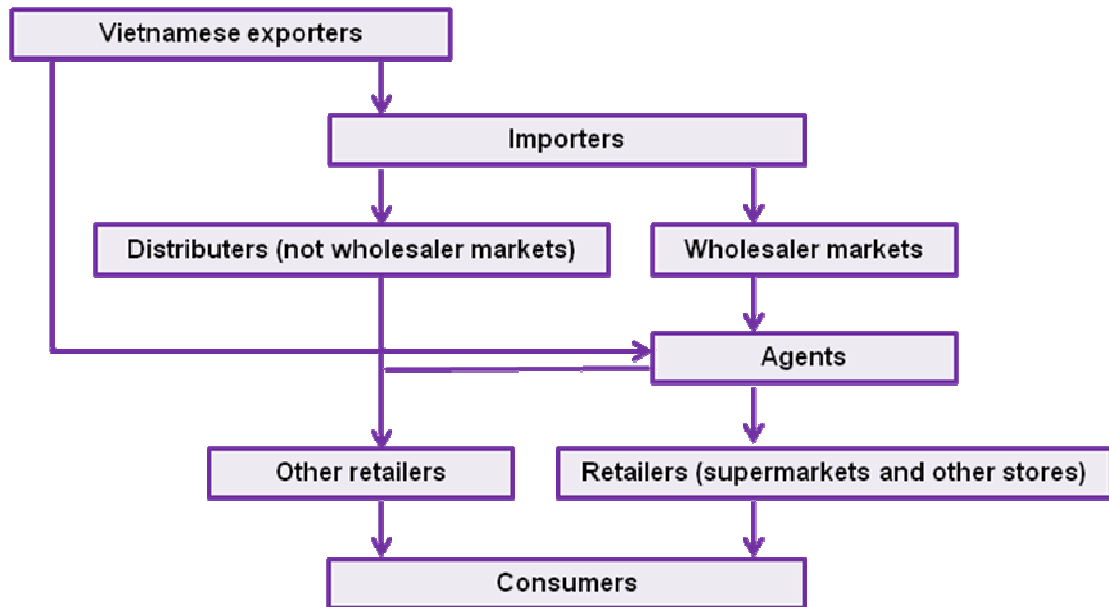 Vietnamese exporters
Importers
Distributers (not wholesaler markets)
Wholesaler markets
Agents
Other retailers
Retailers (supermarkets and other stores)
Consumers